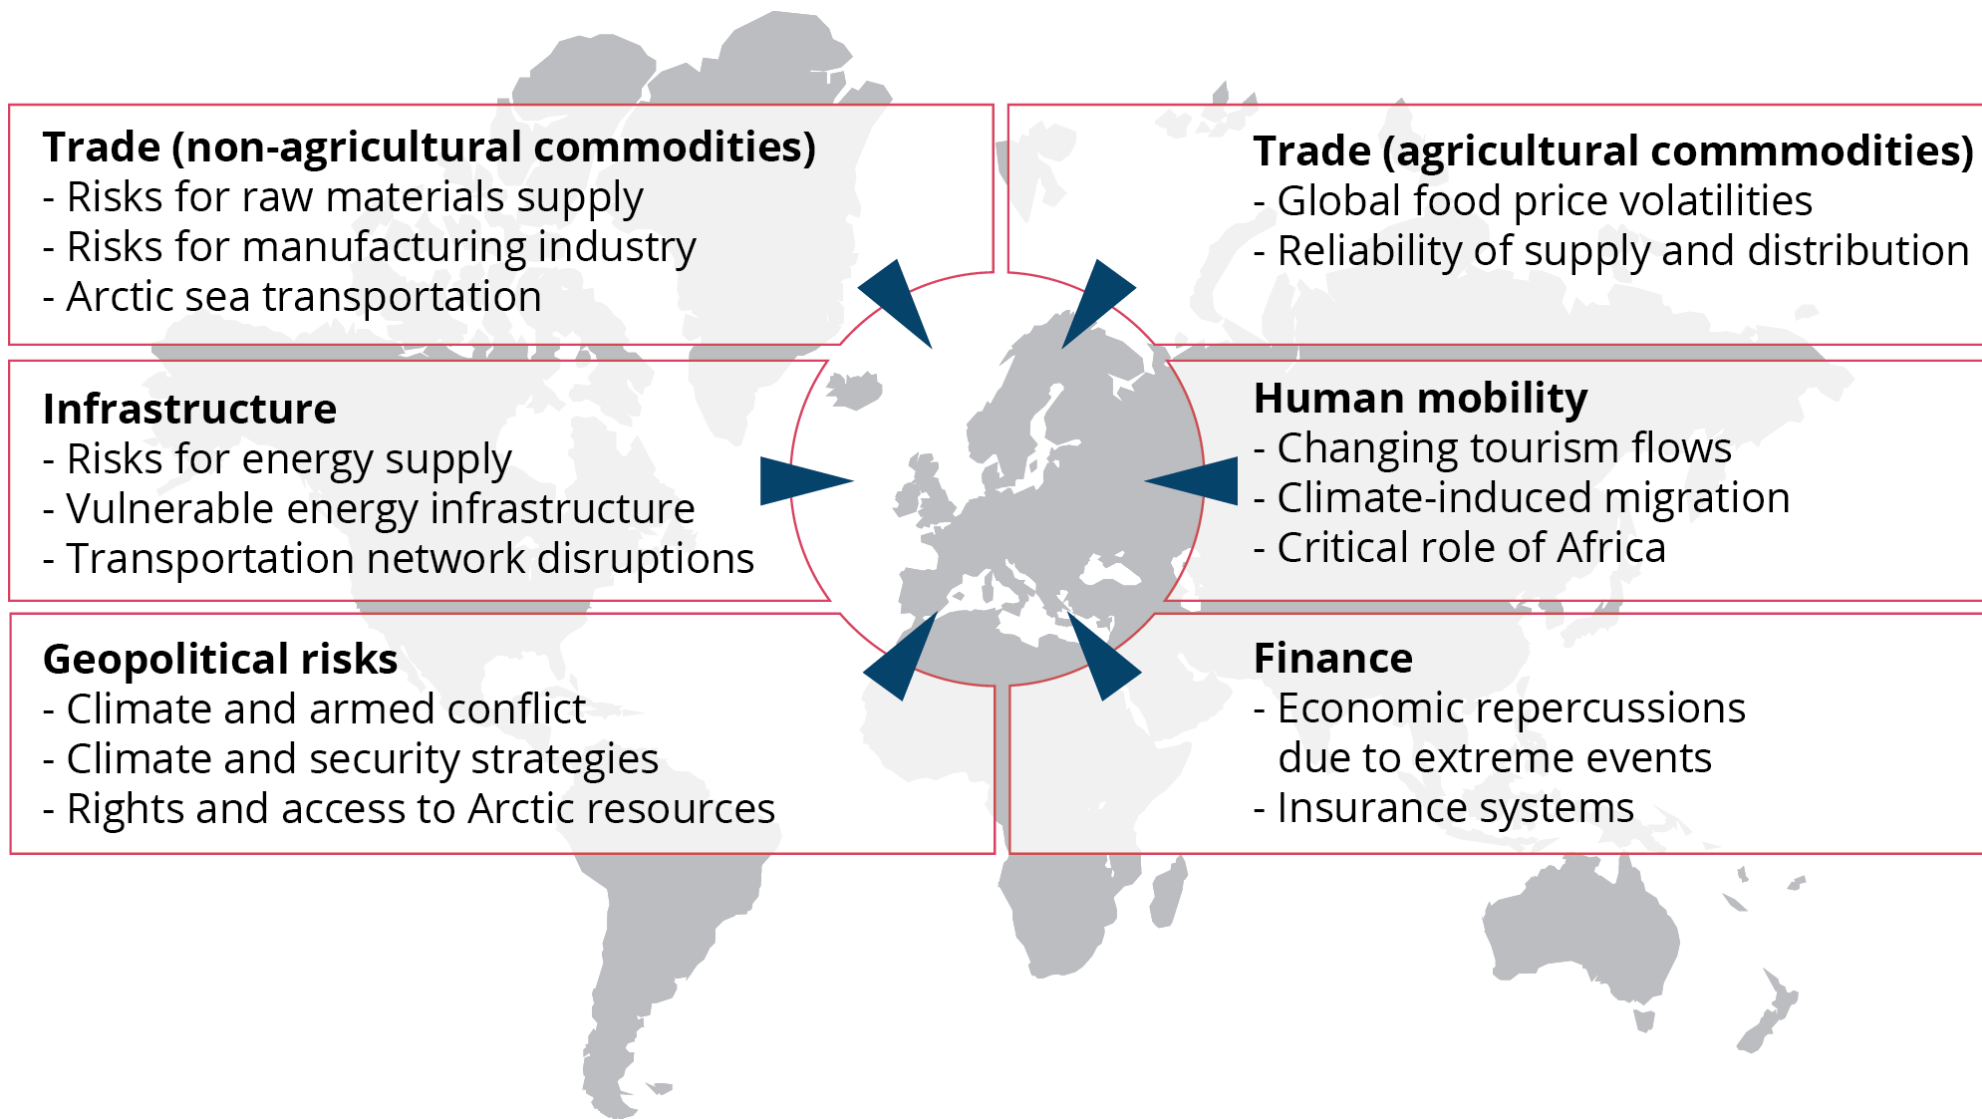 Trade (non-agricultural commodities)
- Risks for raw materials supply
- Risks for manufacturing industry
- Arctic sea transportation
Trade (agricultural commmodities)
- Global food price volatilities
- Reliability of supply and distribution
Infrastructure
- Risks for energy supply
- Vulnerable energy infrastructure
- Transportation network disruptions
Human mobility
- Changing tourism flows
- Climate-induced migration
- Critical role of Africa
Geopolitical risks
- Climate and armed conflict
- Climate and security strategies
- Rights and access to Arctic resources
Finance
- Economic repercussions
due to extreme events
- Insurance systems